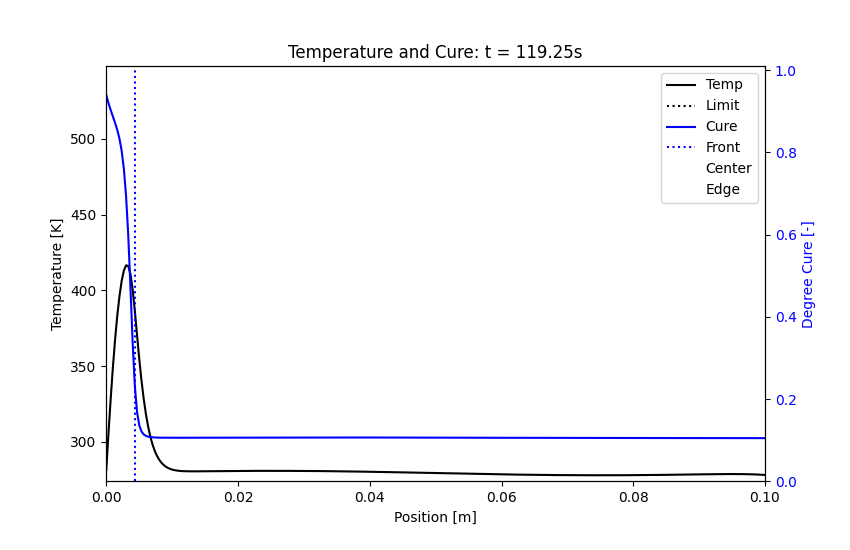 Temperature and Cure: t = 119.25s
Temp
Limit
Cure
Front
Center
Edge
Temperature [K]
500
450
400
350
300
Degree Cure [-]
1.0
0.8
0.6
0.4
0.2
0.0
0.00 0.02 0.04 0.06 0.08 0.10
Position [m]